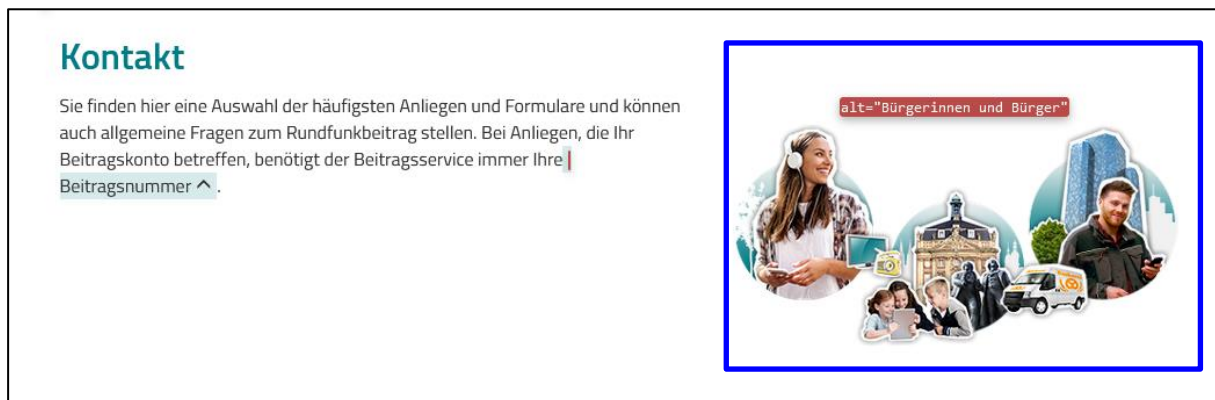 Kontakt
Sie finden hier eine Auswahl der häufigsten Anliegen und Formulare und können
auch allgemeine Fragen zum Rundfunkbeitrag stellen. Bei Anliegen, die Ihr
Beitragskonto betreffen, benötigt der Beitragsservice immer Ihre
Beitragsnummer ^ .
alt="Bürgerinnen und Bürger"